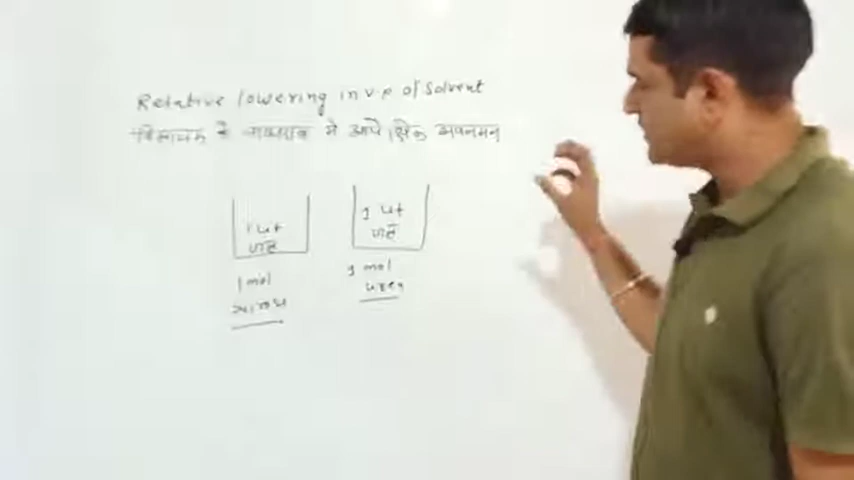 Relative lowering in v.p of Solvent
विलायक के वाष्पदाब में आपेक्षिक अवनमन
1 Lit
जल
1 mol
1 Lit
जल
1 mol
urea